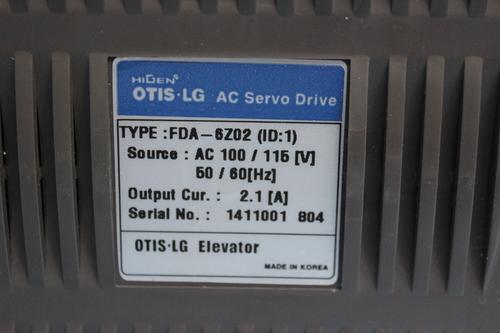 HIGEN
OTIS·LG AC Servo Drive
TYPE :FDA-6Z02 (ID:1)
Source : AC 100 / 115 [V]
50 / 60[Hz]
Output Cur. : 2.1 [A]
Serial No. : 1411001 804
OTIS·LG Elevator
MADE IN KOREA